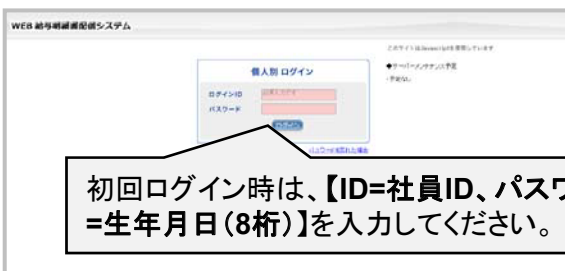 WEB 給与明細書配信システム
このサイトはJavascriptを使用しています
◆サーバーメンテナンス予定
・予定なし
個人別 ログイン
ログインID
パスワード
ログイン
パスワードを忘れた場合
初回ログイン時は、【ID=社員ID、パスワ
=生年月日(8桁)】を入力してください。